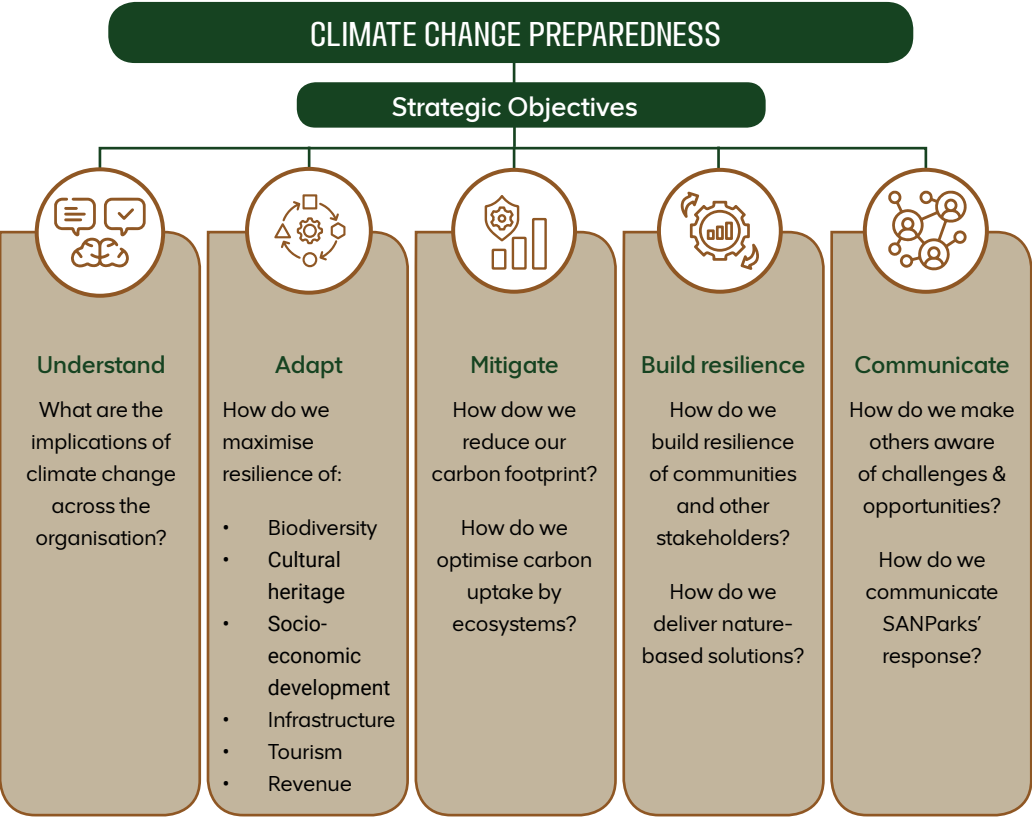 CLIMATE CHANGE PREPAREDNESS
Strategic Objectives
Understand
What are the
implications of
climate change
across the
organisation?
Adapt
How do we
maximise
resilience of:
• Biodiversity
• Cultural
heritage
• Socio-
economic
development
• Infrastructure
• Tourism
• Revenue
Mitigate
How dow we
reduce our
carbon footprint?
How do we
optimise carbon
uptake by
ecosystems?
Build resilience
How do we
build resilience
of communities
and other
stakeholders?
How do we
deliver nature-
based solutions?
Communicate
How do we make
others aware
of challenges &
opportunities?
How do we
communicate
SANParks’
response?